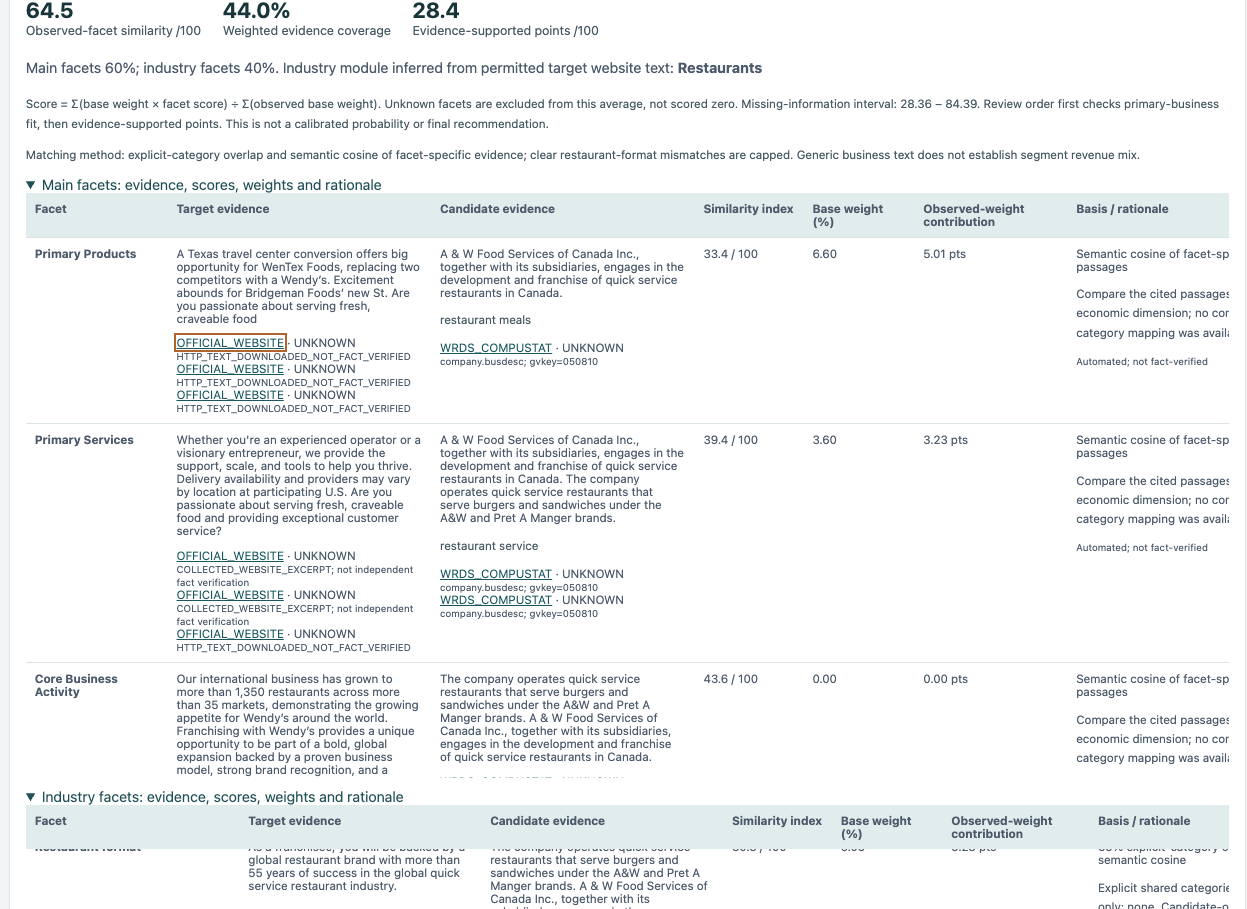 64.5
44.0%
28.4
Observed-facet similarity /100
Weighted evidence coverage
Evidence-supported points /100
Main facets 60%; industry facets 40%. Industry module inferred from permitted target website text: Restaurants
Score = Σ(base weight × facet score) ÷ Σ(observed base weight). Unknown facets are excluded from this average, not scored zero. Missing-information interval: 28.36 – 84.39. Review order first checks primary-business
fit, then evidence-supported points. This is not a calibrated probability or final recommendation.
Matching method: explicit-category overlap and semantic cosine of facet-specific evidence; clear restaurant-format mismatches are capped. Generic business text does not establish segment revenue mix.
▼ Main facets: evidence, scores, weights and rationale
Facet
Target evidence
Candidate evidence
Similarity index
Base weight
(%)
Observed-weight
contribution
Basis / rationale
Primary Products
A Texas travel center conversion offers big
opportunity for WenTex Foods, replacing two
competitors with a Wendy’s. Excitement
abounds for Bridgeman Foods’ new St. Are
you passionate about serving fresh,
craveable food
OFFICIAL_WEBSITE · UNKNOWN
HTTP_TEXT_DOWNLOADED_NOT_FACT_VERIFIED
OFFICIAL_WEBSITE · UNKNOWN
HTTP_TEXT_DOWNLOADED_NOT_FACT_VERIFIED
OFFICIAL_WEBSITE · UNKNOWN
HTTP_TEXT_DOWNLOADED_NOT_FACT_VERIFIED
A & W Food Services of Canada Inc.,
together with its subsidiaries, engages in the
development and franchise of quick service
restaurants in Canada.
restaurant meals
WRDS_COMPUSTAT · UNKNOWN
company.busdesc; gvkey=050810
33.4 / 100
6.60
5.01 pts
Semantic cosine of facet-sp
passages
Compare the cited passages
economic dimension; no cor
category mapping was availa
Automated; not fact-verified
Primary Services
Whether you're an experienced operator or a
visionary entrepreneur, we provide the
support, scale, and tools to help you thrive.
Delivery availability and providers may vary
by location at participating U.S. Are you
passionate about serving fresh, craveable
food and providing exceptional customer
service?
OFFICIAL_WEBSITE · UNKNOWN
COLLECTED_WEBSITE_EXCERPT; not independent
fact verification
OFFICIAL_WEBSITE · UNKNOWN
COLLECTED_WEBSITE_EXCERPT; not independent
fact verification
OFFICIAL_WEBSITE · UNKNOWN
HTTP_TEXT_DOWNLOADED_NOT_FACT_VERIFIED
A & W Food Services of Canada Inc.,
together with its subsidiaries, engages in the
development and franchise of quick service
restaurants in Canada. The company
operates quick service restaurants that
serve burgers and sandwiches under the
A&W and Pret A Manger brands.
restaurant service
WRDS_COMPUSTAT · UNKNOWN
company.busdesc; gvkey=050810
WRDS_COMPUSTAT · UNKNOWN
company.busdesc; gvkey=050810
39.4 / 100
3.60
3.23 pts
Semantic cosine of facet-sp
passages
Compare the cited passages
economic dimension; no cor
category mapping was availa
Automated; not fact-verified
Core Business
Activity
Our international business has grown to
more than 1,350 restaurants across more
than 35 markets, demonstrating the growing
appetite for Wendy’s around the world.
Franchising with Wendy’s provides a unique
opportunity to be part of a bold, global
expansion backed by a proven business
model, strong brand recognition, and a
The company operates quick service
restaurants that serve burgers and
sandwiches under the A&W and Pret A
Manger brands. A & W Food Services of
Canada Inc., together with its subsidiaries,
engages in the development and franchise
of quick service restaurants in Canada.
43.6 / 100
0.00
0.00 pts
Semantic cosine of facet-sp
passages
Compare the cited passages
economic dimension; no cor
category mapping was availa
▼ Industry facets: evidence, scores, weights and rationale
Facet
Target evidence
Candidate evidence
Similarity index
Base weight
(%)
Observed-weight
contribution
Basis / rationale
Restaurant format
As a franchisee, you will be backed by a
global restaurant brand with more than
55 years of success in the global quick
service restaurant industry.
The company operates quick service
restaurants that serve burgers and
sandwiches under the A&W and Pret A
Manger brands. A & W Food Services of
Canada Inc., together with its
semantic cosine
Explicit shared categorie
only: none. Candidate-o